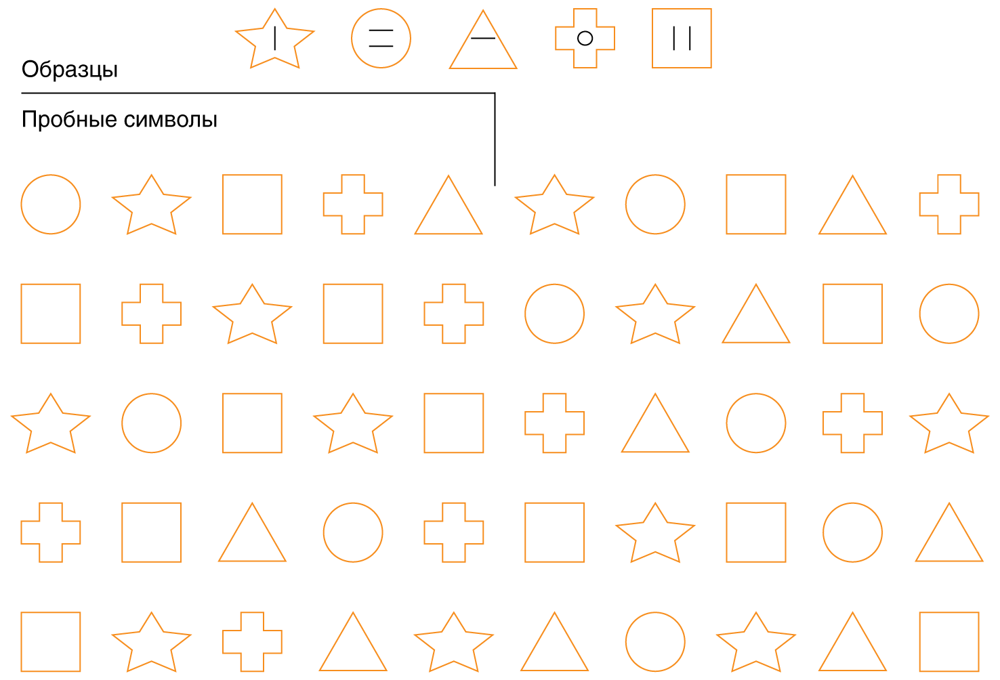 Образцы
Пробные символы